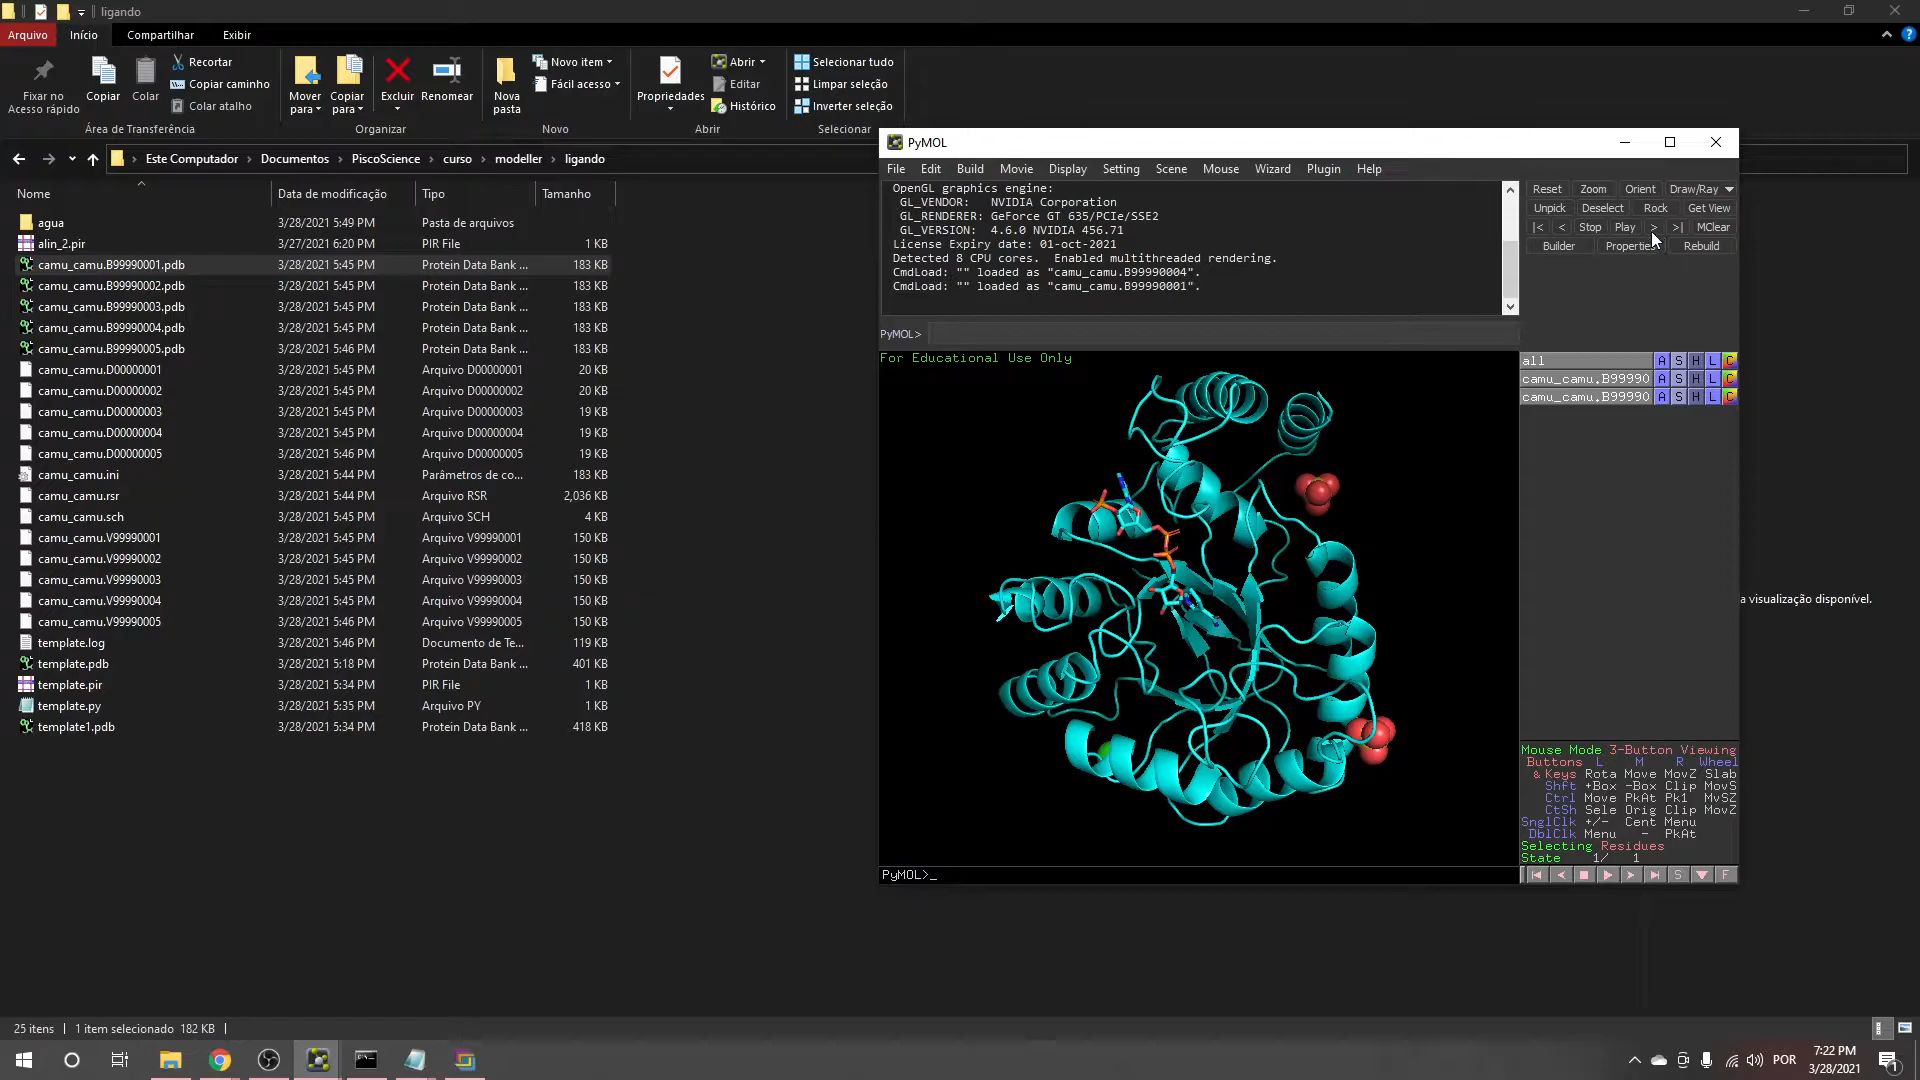 ligando
Arquivo Início Compartilhar Exibir
Fixar no Acesso rápido
Copiar
Colar
Recortar
Copiar caminho
Colar atalho
Mover para
Copiar para
Excluir
Renomear
Nova pasta
Novo item
Fácil acesso
Propriedades
Abrir
Editar
Histórico
Selecionar tudo
Limpar seleção
Inverter seleção
Área de Transferência Organizar Novo Abrir Selecionar
Este Computador Documentos PiscoScience curso modeller ligando
Nome Data de modificação Tipo Tamanho
agua 3/28/2021 5:49 PM Pasta de arquivos
alin_2.pir 3/27/2021 6:20 PM PIR File 1 KB
camu_camu.B99990001.pdb 3/28/2021 5:45 PM Protein Data Bank ... 183 KB
camu_camu.B99990002.pdb 3/28/2021 5:45 PM Protein Data Bank ... 183 KB
camu_camu.B99990003.pdb 3/28/2021 5:45 PM Protein Data Bank ... 183 KB
camu_camu.B99990004.pdb 3/28/2021 5:45 PM Protein Data Bank ... 183 KB
camu_camu.B99990005.pdb 3/28/2021 5:46 PM Protein Data Bank ... 183 KB
camu_camu.D00000001 3/28/2021 5:45 PM Arquivo D00000001 20 KB
camu_camu.D00000002 3/28/2021 5:45 PM Arquivo D00000002 20 KB
camu_camu.D00000003 3/28/2021 5:45 PM Arquivo D00000003 19 KB
camu_camu.D00000004 3/28/2021 5:45 PM Arquivo D00000004 19 KB
camu_camu.D00000005 3/28/2021 5:46 PM Arquivo D00000005 19 KB
camu_camu.ini 3/28/2021 5:44 PM Parâmetros de co... 183 KB
camu_camu.rsr 3/28/2021 5:44 PM Arquivo RSR 2,036 KB
camu_camu.sch 3/28/2021 5:45 PM Arquivo SCH 4 KB
camu_camu.V99990001 3/28/2021 5:45 PM Arquivo V99990001 150 KB
camu_camu.V99990002 3/28/2021 5:45 PM Arquivo V99990002 150 KB
camu_camu.V99990003 3/28/2021 5:45 PM Arquivo V99990003 150 KB
camu_camu.V99990004 3/28/2021 5:45 PM Arquivo V99990004 150 KB
camu_camu.V99990005 3/28/2021 5:46 PM Arquivo V99990005 150 KB
template.log 3/28/2021 5:46 PM Documento de Te... 119 KB
template.pdb 3/28/2021 5:18 PM Protein Data Bank ... 401 KB
template.pir 3/28/2021 5:34 PM PIR File 1 KB
template.py 3/28/2021 5:35 PM Arquivo PY 1 KB
template1.pdb 3/28/2021 5:34 PM Protein Data Bank ... 418 KB
PyMOL
File Edit Build Movie Display Setting Scene Mouse Wizard Plugin Help
OpenGL graphics engine:
GL_VENDOR: NVIDIA Corporation
GL_RENDERER: GeForce GT 635/PCIe/SSE2
GL_VERSION: 4.6.0 NVIDIA 456.71
License Expiry date: 01-oct-2021
Detected 8 CPU cores. Enabled multithreaded rendering.
CmdLoad: "" loaded as "camu_camu.B99990004".
CmdLoad: "" loaded as "camu_camu.B99990001".
PyMOL>
Reset Zoom Orient Draw/Ray
Unpick Deselect Rock Get View
|< < Stop Play > >| MClear
Builder Properties Rebuild
For Educational Use Only
all A S H L C
camu_camu.B99990 A S H L C
camu_camu.B99990 A S H L C
Mouse Mode 3-Button Viewing
Buttons L M R Wheel
& Keys Rota Move MovZ Slab
Shft +Box -Box Clip MovS
Ctrl Move PkAt Pk1 MvSZ
CtSh Sele Orig Clip MovZ
SnglClk +/- Cent Menu
DblClk Menu - PkAt
Selecting Residues
State 1/ 1
S F
PyMOL>_
a visualização disponível.
25 itens 1 item selecionado 182 KB
POR
7:22 PM
3/28/2021
1